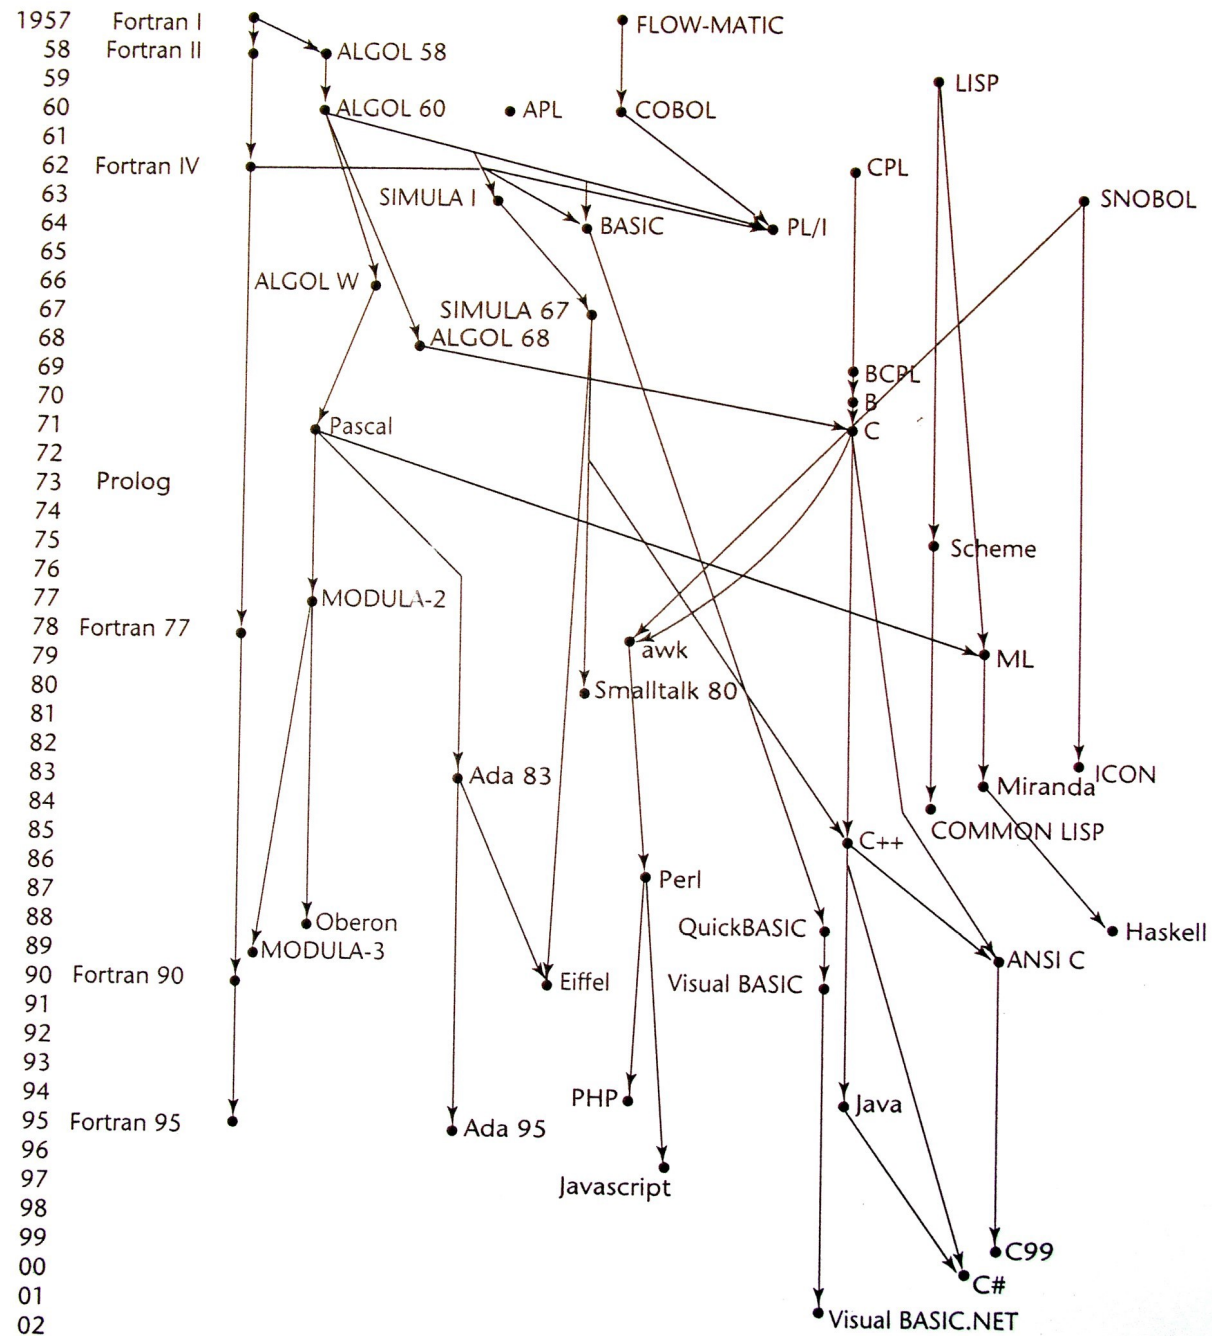 1957 Fortran I FLOW-MATIC
58 Fortran II ALGOL 58
59 LISP
60 ALGOL 60 APL COBOL
61
62 Fortran IV CPL
63 SIMULA I SNOBOL
64 BASIC PL/I
65
66 ALGOL W
67 SIMULA 67
68 ALGOL 68
69 BCPL
70 B
71 Pascal C
72
73 Prolog
74
75 Scheme
76
77 MODULA-2
78 Fortran 77
79 awk ML
80 Smalltalk 80
81
82
83 Ada 83 ICON
84 Miranda
85 COMMON LISP
86 C++
87 Perl
88 Oberon QuickBASIC Haskell
89 MODULA-3 ANSI C
90 Fortran 90 Eiffel Visual BASIC
91
92
93
94 PHP Java
95 Fortran 95 Ada 95
96
97 Javascript
98
99 C99
00 C#
01
02 Visual BASIC.NET